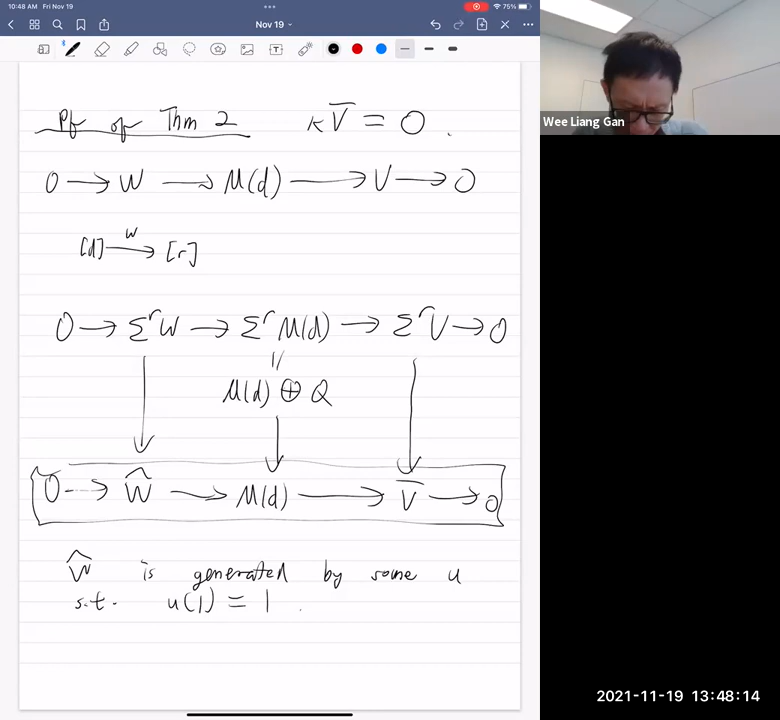 10:48 AM Fri Nov 19
75%
Nov 19
Wee Liang Gan
Pf of Thm 2 κV̅ = 0.
0 → W → M(d) → V → 0
[d] →^w [r]
0 → Σ^r W → Σ^r M(d) → Σ^r V → 0
M(d) ⊕ Q
0 → Ŵ → M(d) → V̅ → 0
Ŵ is generated by some u
s.t. u(1) = 1.
2021-11-19 13:48:14